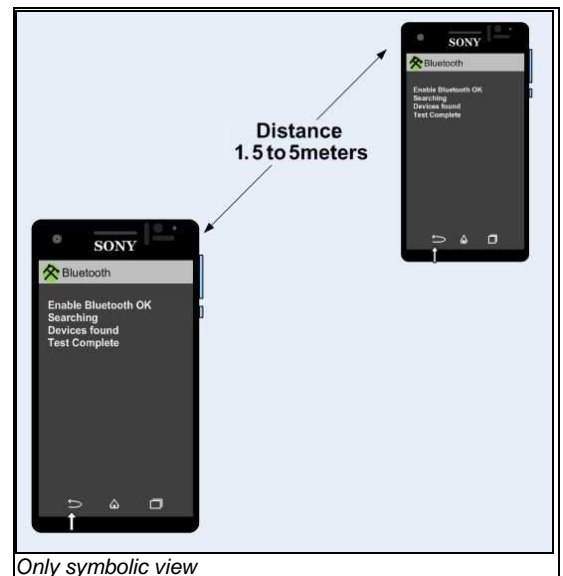 SONY
Bluetooth
Enable Bluetooth OK
Searching
Devices found
Test Complete
Distance
1.5 to 5meters
SONY
Bluetooth
Enable Bluetooth OK
Searching
Devices found
Test Complete
Only symbolic view